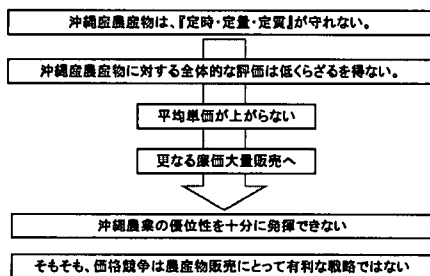 沖縄産農産物は、『定時・定量・定質』が守れない。
沖縄産農産物に対する全体的な評価は低くらざるを得ない。
平均単価が上がらない
更なる廉価大量販売へ
沖縄農業の優位性を十分に発揮できない
そもそも、価格競争は農産物販売にとって有利な戦略ではない